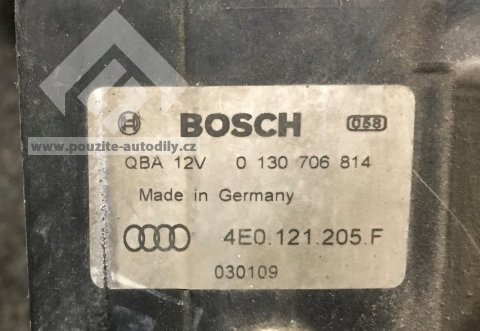 BOSCH 058
www.pouzite-autodily.cz
QBA 12V 0 130 706 814
Made in Germany
4E0.121.205.F
030109